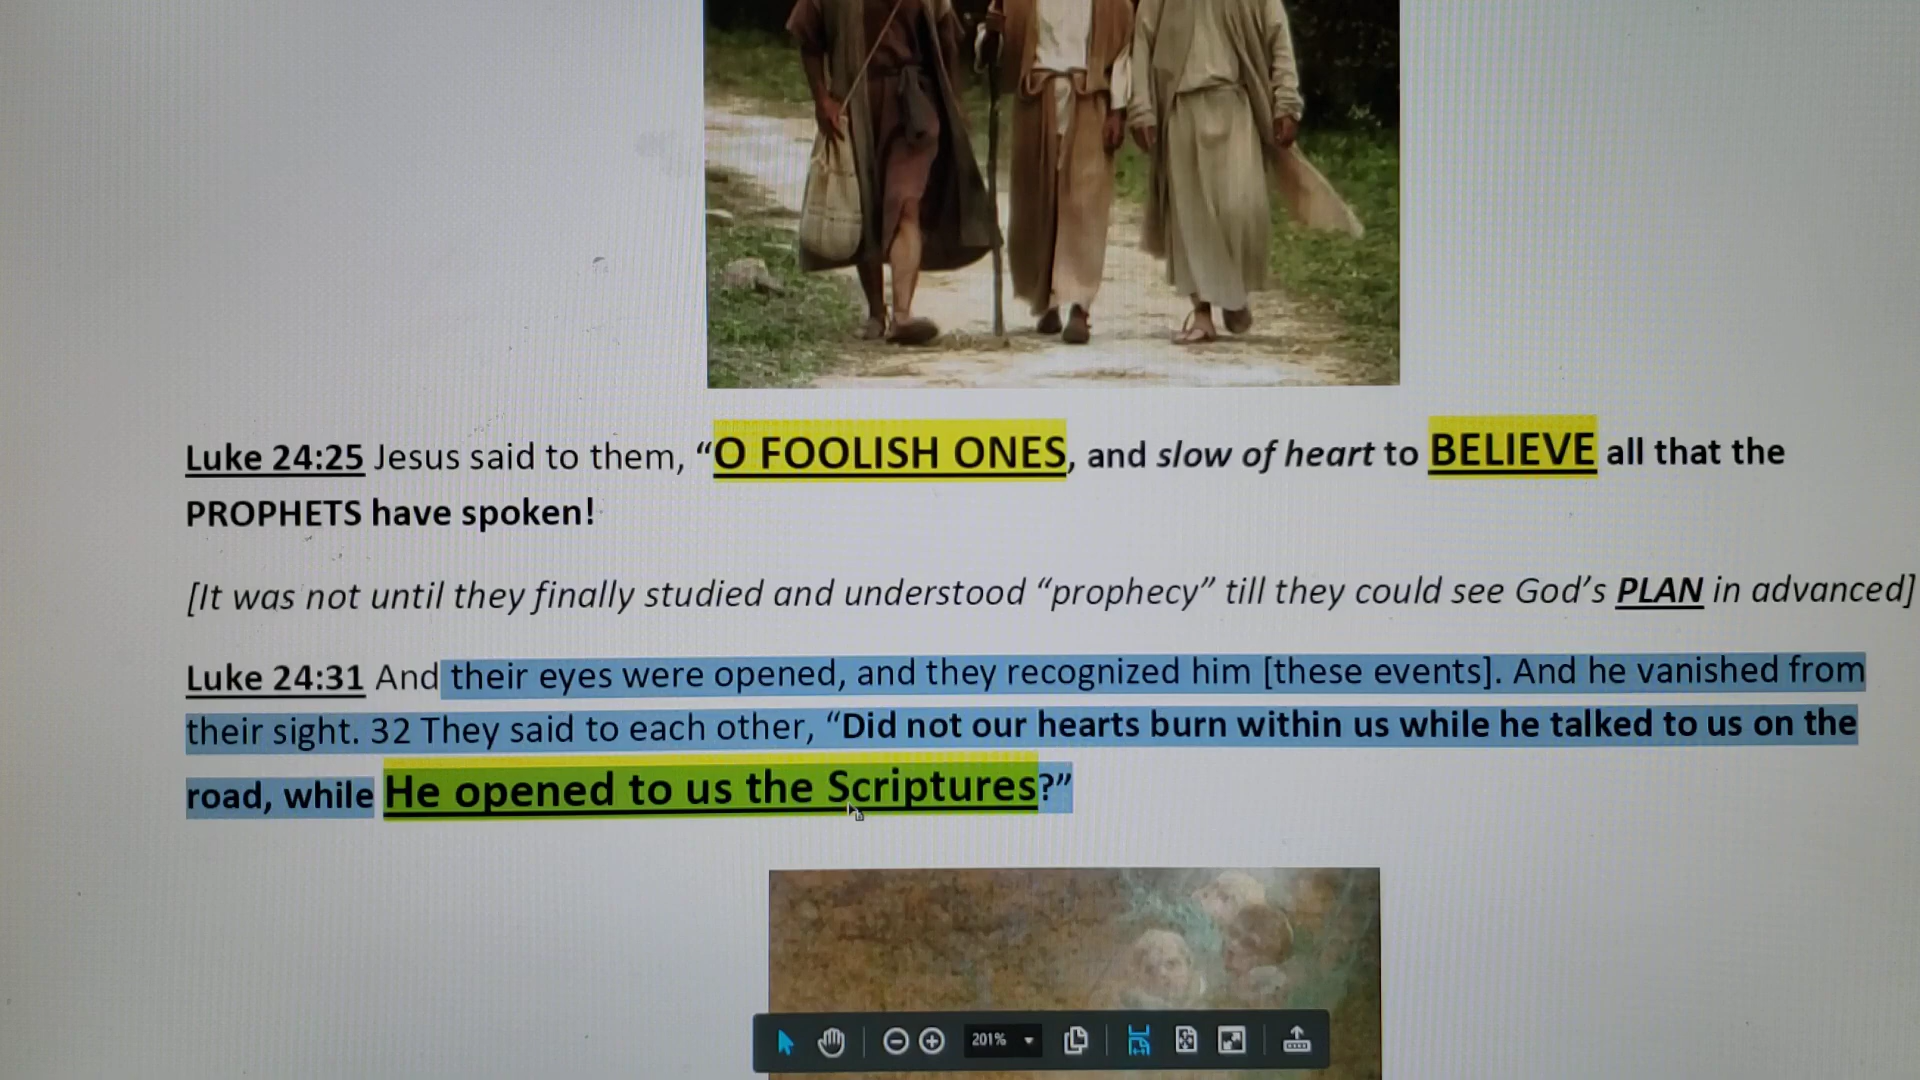 Luke 24:25 Jesus said to them, “O FOOLISH ONES, and slow of heart to BELIEVE all that the
PROPHETS have spoken!
[It was not until they finally studied and understood “prophecy” till they could see God’s PLAN in advanced]
Luke 24:31 And their eyes were opened, and they recognized him [these events]. And he vanished from
their sight. 32 They said to each other, “Did not our hearts burn within us while he talked to us on the
road, while He opened to us the Scriptures?”
201%